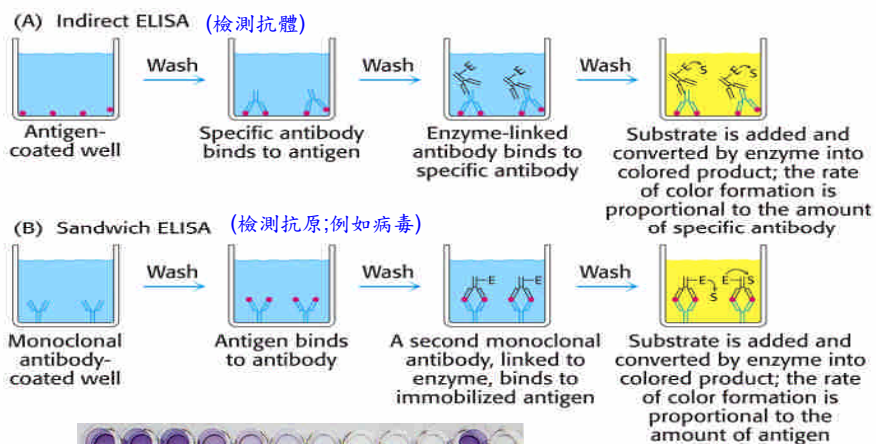 (A) Indirect ELISA (檢測抗體)
Wash Wash Wash
E S E S
Antigen-
coated well
Specific antibody
binds to antigen
Enzyme-linked
antibody binds to
specific antibody
Substrate is added and
converted by enzyme into
colored product; the rate
of color formation is
proportional to the amount
of specific antibody
(B) Sandwich ELISA (檢測抗原;例如病毒)
Wash Wash Wash
E E E S E S
Monoclonal
antibody-
coated well
Antigen binds
to antibody
A second monoclonal
antibody, linked to
enzyme, binds to
immobilized antigen
Substrate is added and
converted by enzyme into
colored product; the rate
of color formation is
proportional to the
amount of antigen